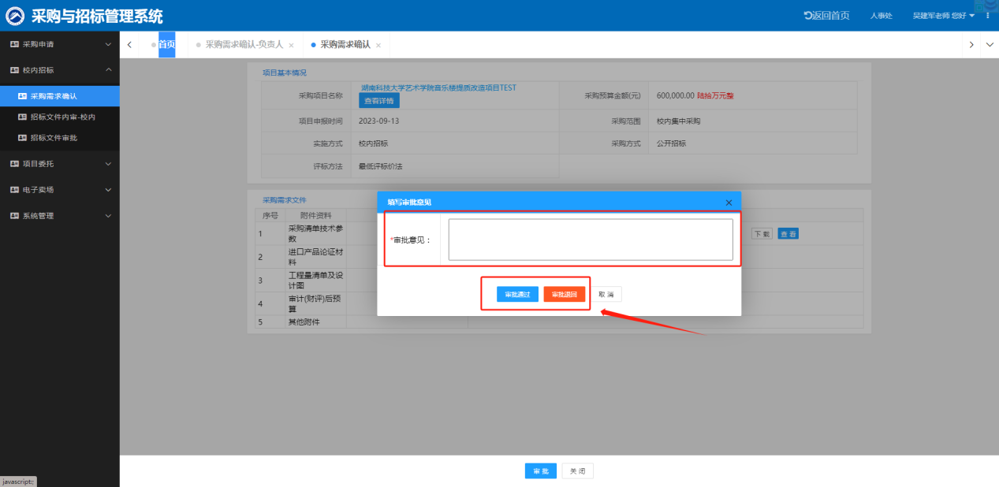 采购与招标管理系统
返回首页
人事处
吴建军老师 您好
采购申请
校内招标
采购需求确认
招标文件内审-校内
招标文件审批
项目委托
电子卖场
系统管理
首页
采购需求确认-负责人
采购需求确认
项目基本情况
采购项目名称
湖南科技大学艺术学院音乐楼提质改造项目TEST
查看详情
采购预算金额(元)
600,000.00 陆拾万元整
项目申报时间
2023-09-13
采购范围
校内集中采购
实施方式
校内招标
采购方式
公开招标
评标方法
最低评标价法
采购需求文件
序号
附件资料
1
采购清单技术参
数
下 载
查 看
2
进口产品论证材
料
3
工程量清单及设
计图
4
审计(财评)后预
算
5
其他附件
填写审批意见
*审批意见：
审批通过
审批退回
取 消
审 批
关 闭
javascript:;